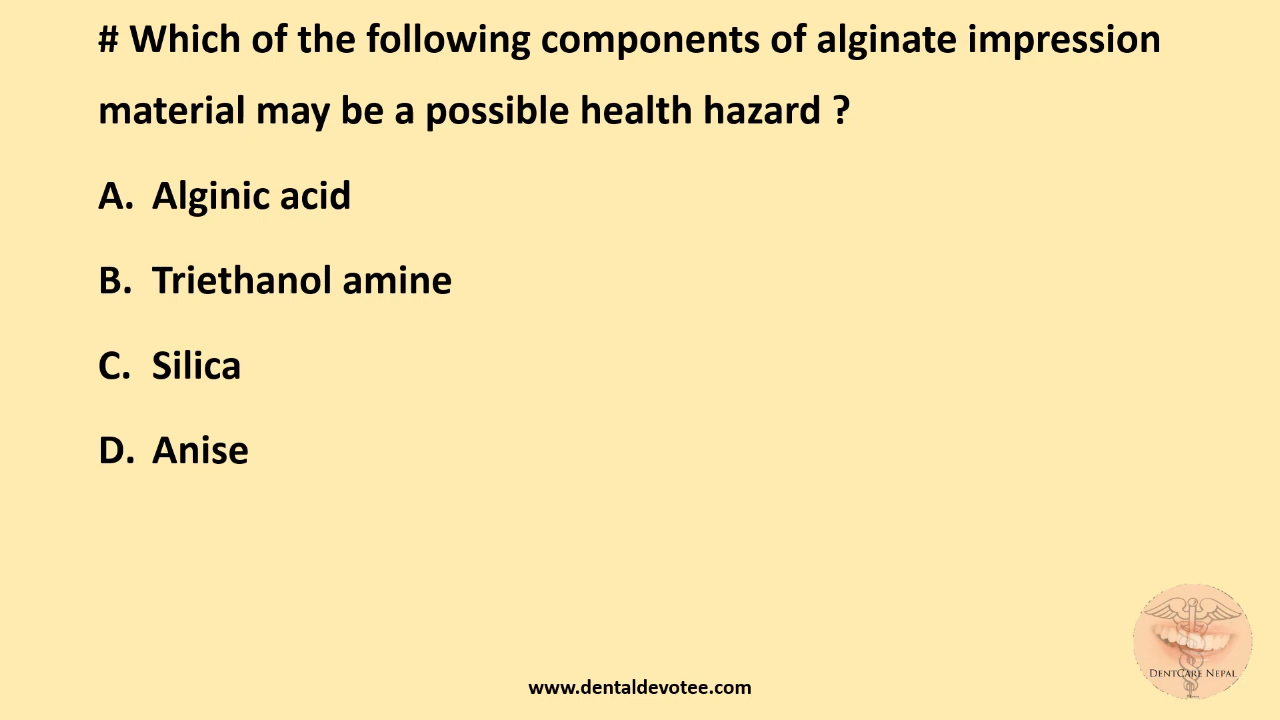 # Which of the following components of alginate impression
material may be a possible health hazard ?
A. Alginic acid
B. Triethanol amine
C. Silica
D. Anise
DENTCARE NEPAL
www.dentaldevotee.com